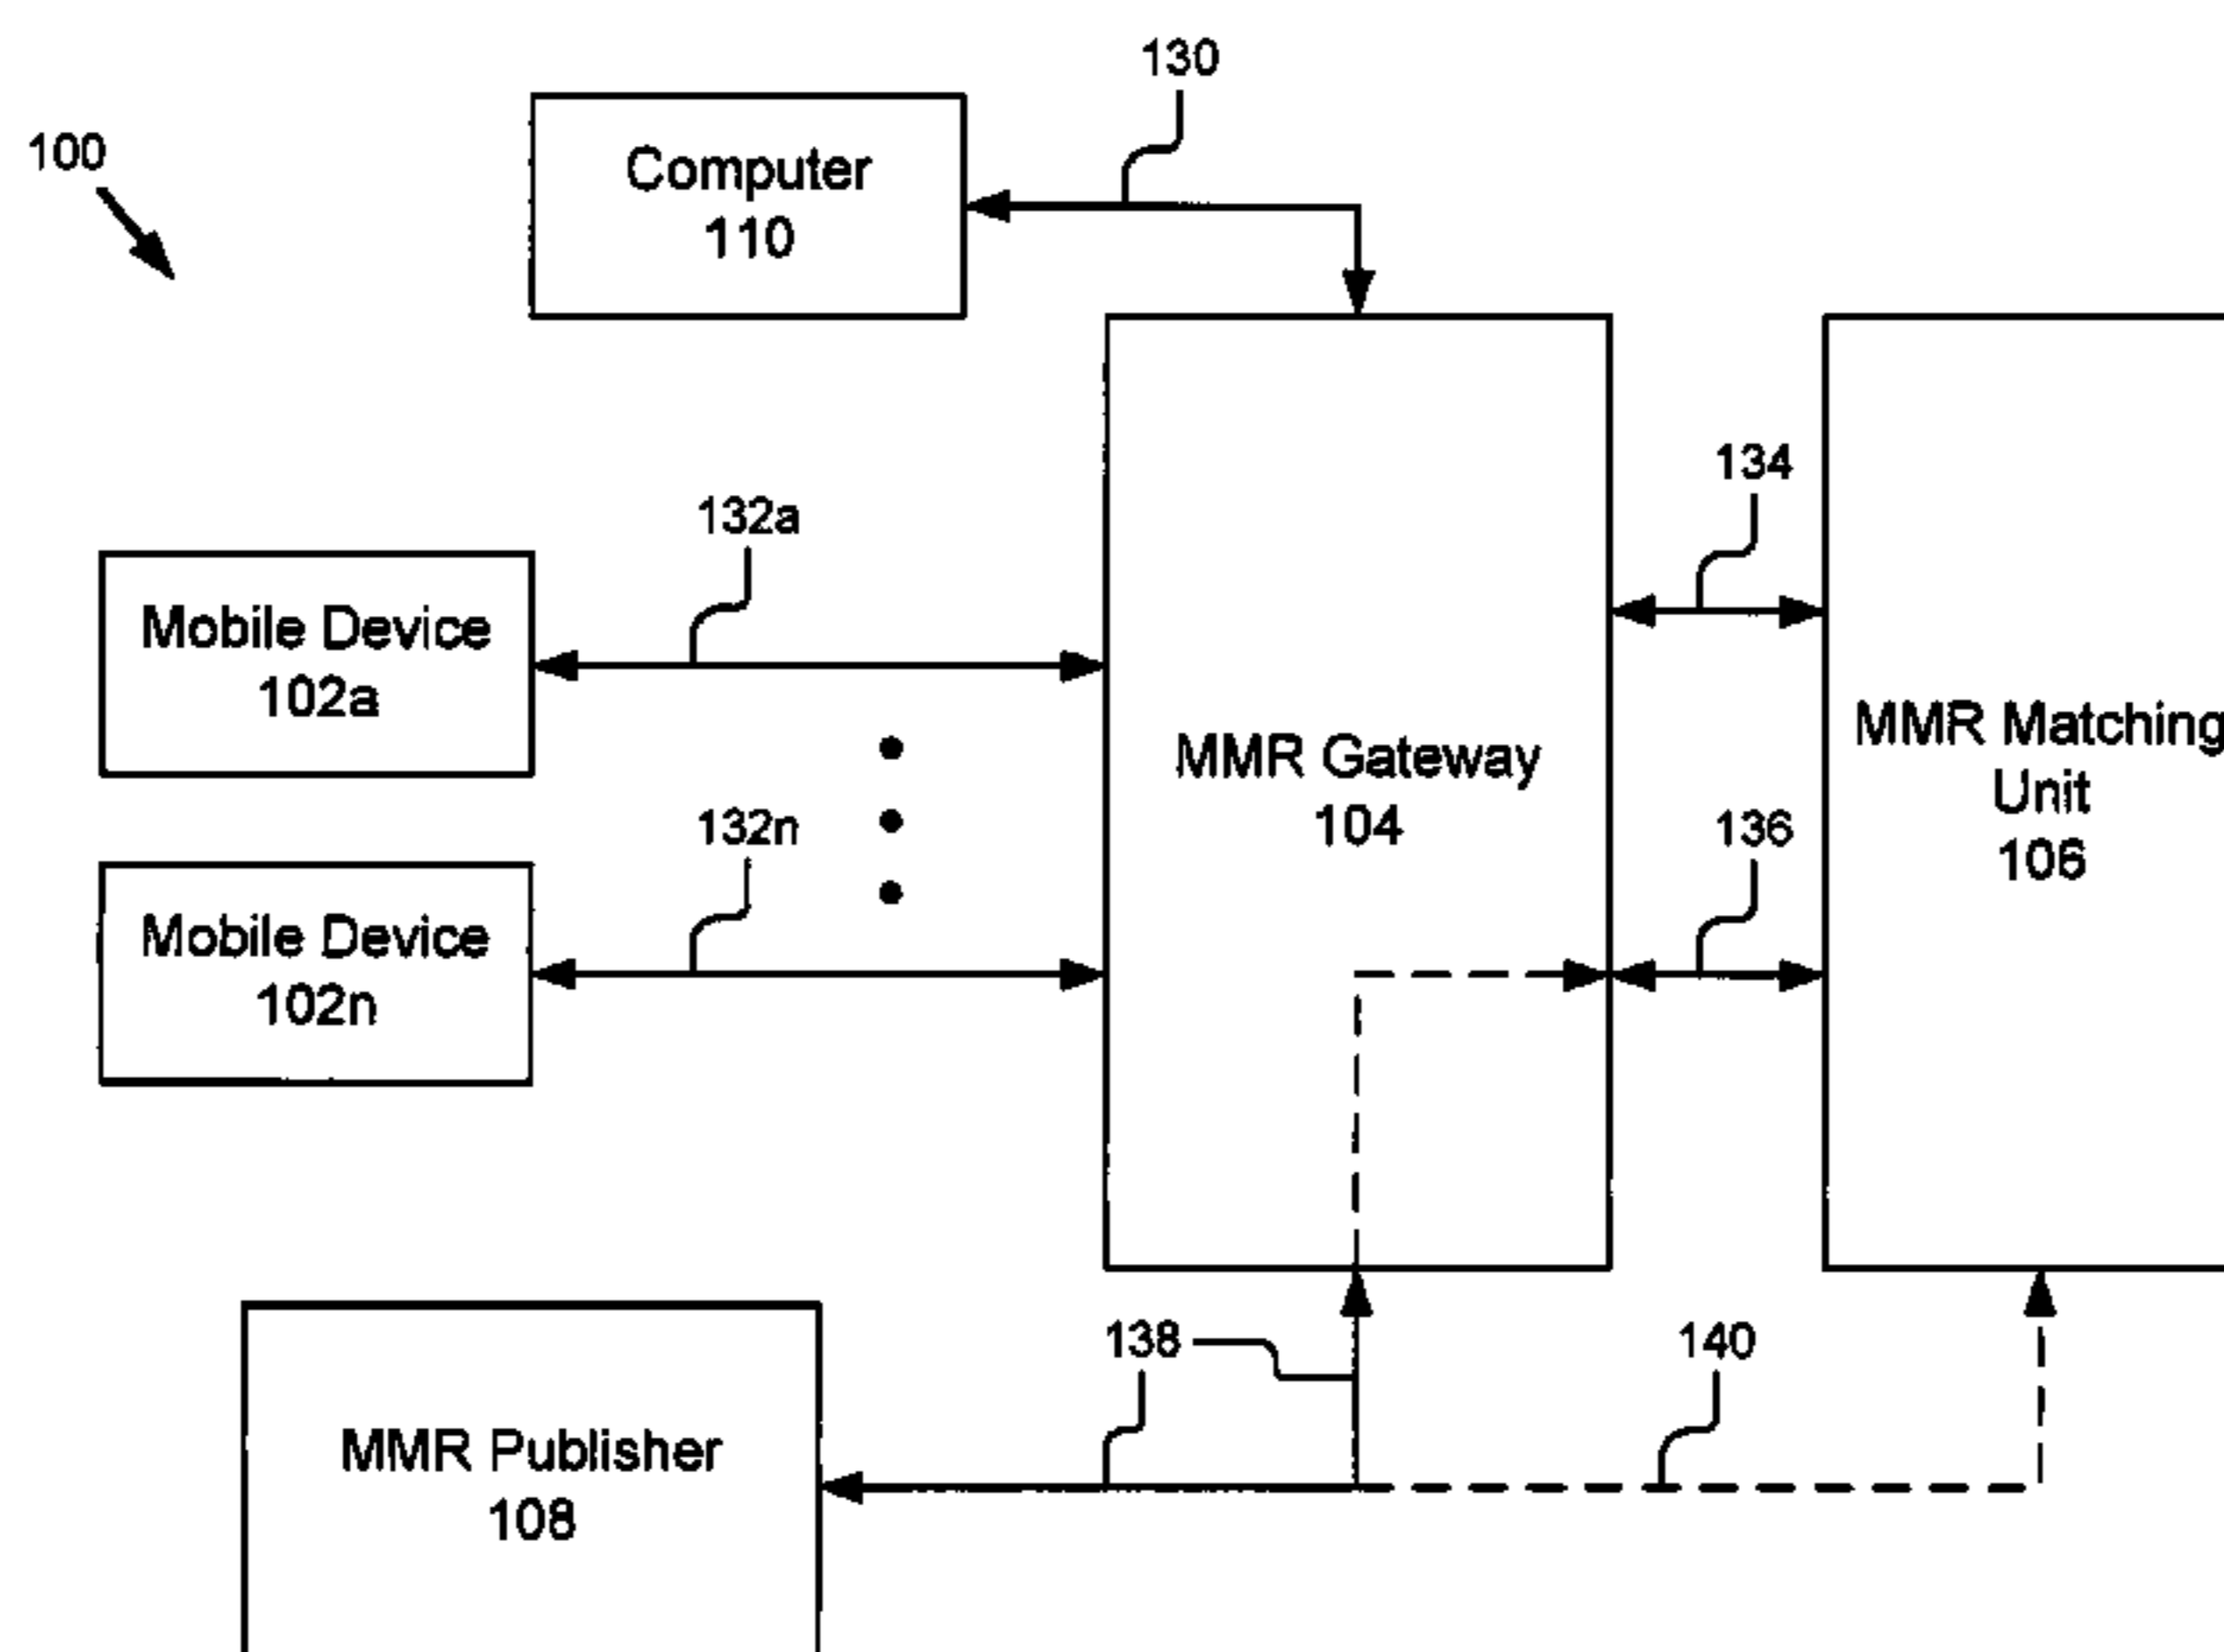 130
100
Computer
110
134
132a
Mobile Device
102a
MMR Gateway
104
MMR Matching
Unit
106
132n
136
Mobile Device
102n
138
140
MMR Publisher
108